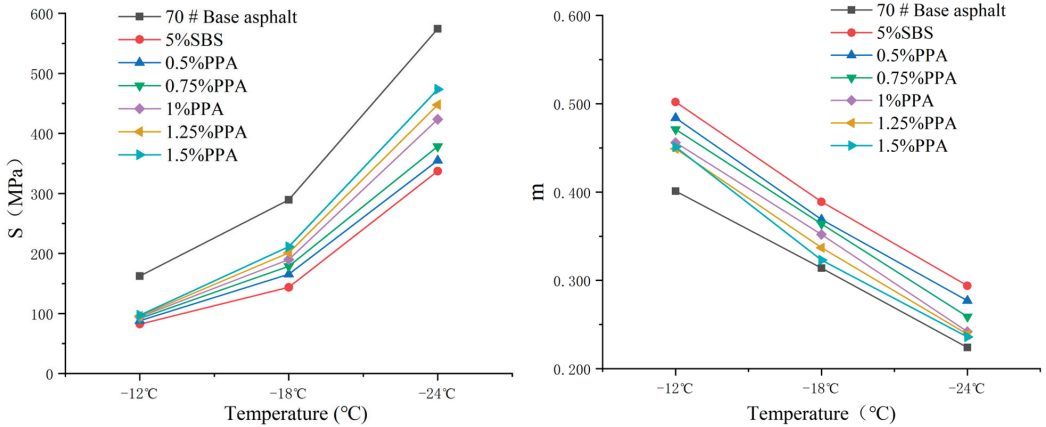 600
500
400
300
200
100
0
S（MPa）
70 # Base asphalt
5%SBS
0.5%PPA
0.75%PPA
1%PPA
1.25%PPA
1.5%PPA
-12℃
-18℃
-24℃
Temperature (℃)
0.600
0.500
0.400
0.300
0.200
m
70 # Base asphalt
5%SBS
0.5%PPA
0.75%PPA
1%PPA
1.25%PPA
1.5%PPA
-12℃
-18℃
-24℃
Temperature（℃）